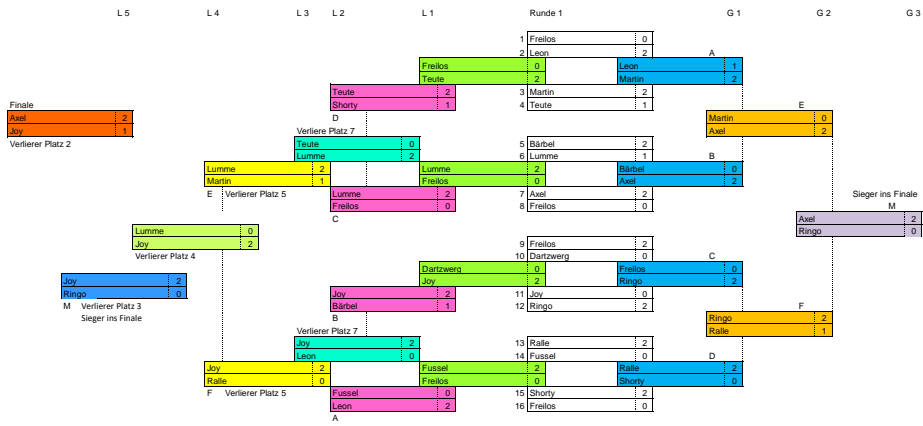 L 5 L 4 L 3 L 2 L 1 Runde 1 G 1 G 2 G 3
1 Freilos 0
2 Leon 2 A
Freilos 0 Leon 1
Teute 2 Martin 2
Teute 2 3 Martin 2
Shorty 1 4 Teute 1
Finale E
Axel 2 D Martin 0
Joy 1 Axel 2
Verlierer Platz 2 Verliere Platz 7
Teute 0 5 Bärbel 2
Lumme 2 6 Lumme 1 B
Lumme 2 Lumme 2 Bärbel 0
Martin 1 Freilos 0 Axel 2
E Verlierer Platz 5 Lumme 2 7 Axel 2 Sieger ins Finale
Freilos 0 8 Freilos 0 M
C Axel 2
Lumme 0 Ringo 0
Joy 2 9 Freilos 2
Verlierer Platz 4 10 Dartzwerg 0 C
Dartzwerg 0 Freilos 0
Joy 2 Joy 2 Ringo 2
Ringo 0 Joy 2 11 Joy 0
M Verlierer Platz 3 Bärbel 1 12 Ringo 2 F
Sieger ins Finale B Ringo 2
Verlierer Platz 7 Ralle 1
Joy 2 13 Ralle 2
Leon 0 14 Fussel 0 D
Joy 2 Fussel 2 Ralle 2
Ralle 0 Freilos 0 Shorty 0
F Verlierer Platz 5 Fussel 0 15 Shorty 2
Leon 2 16 Freilos 0
A